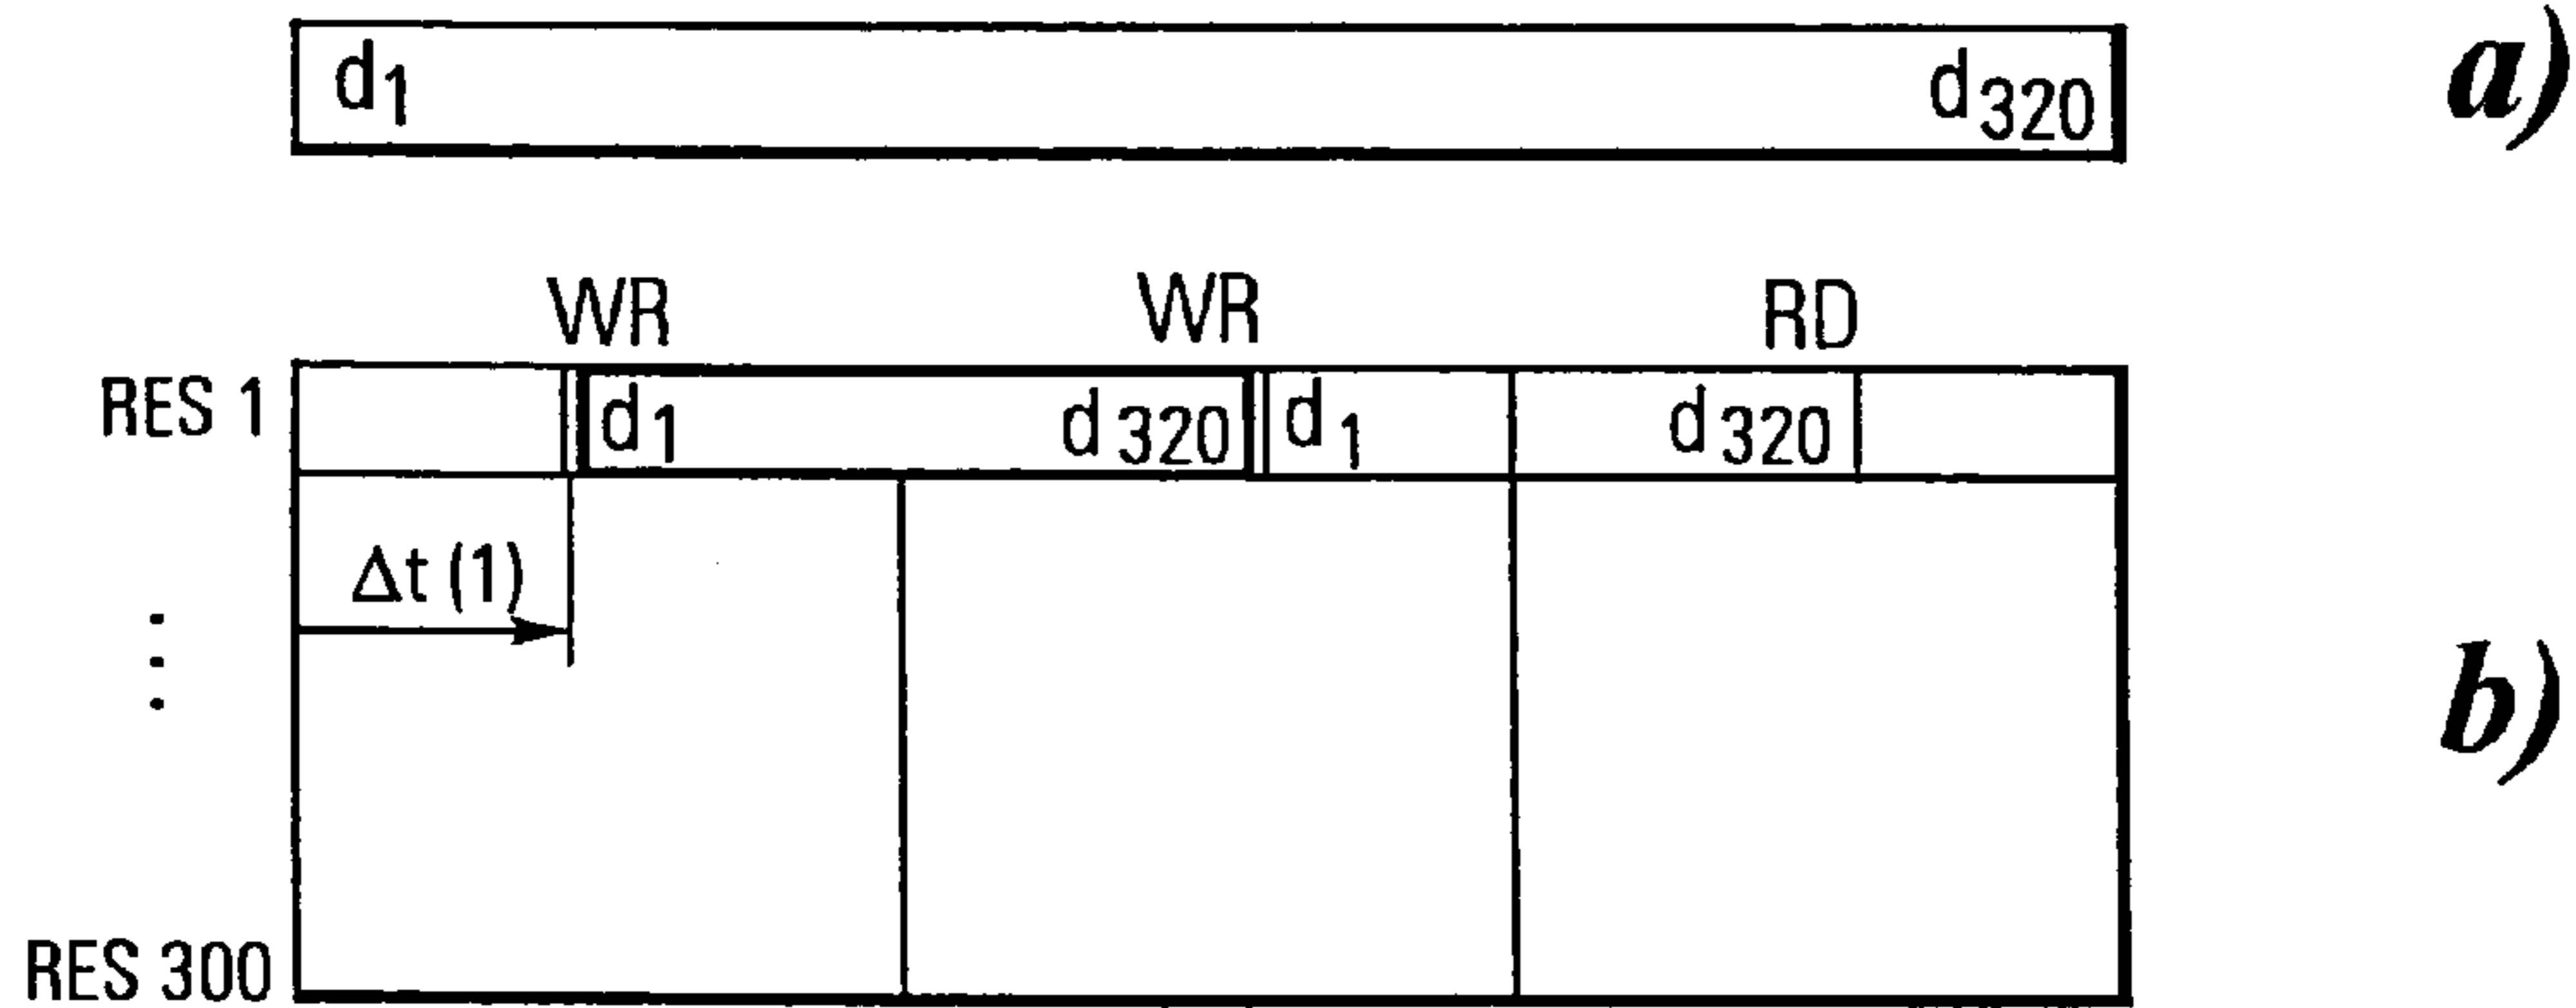 d1 d320 a)
WR WR RD
RES 1 d1 d320 d1 d320
Δt (1)
b)
RES 300